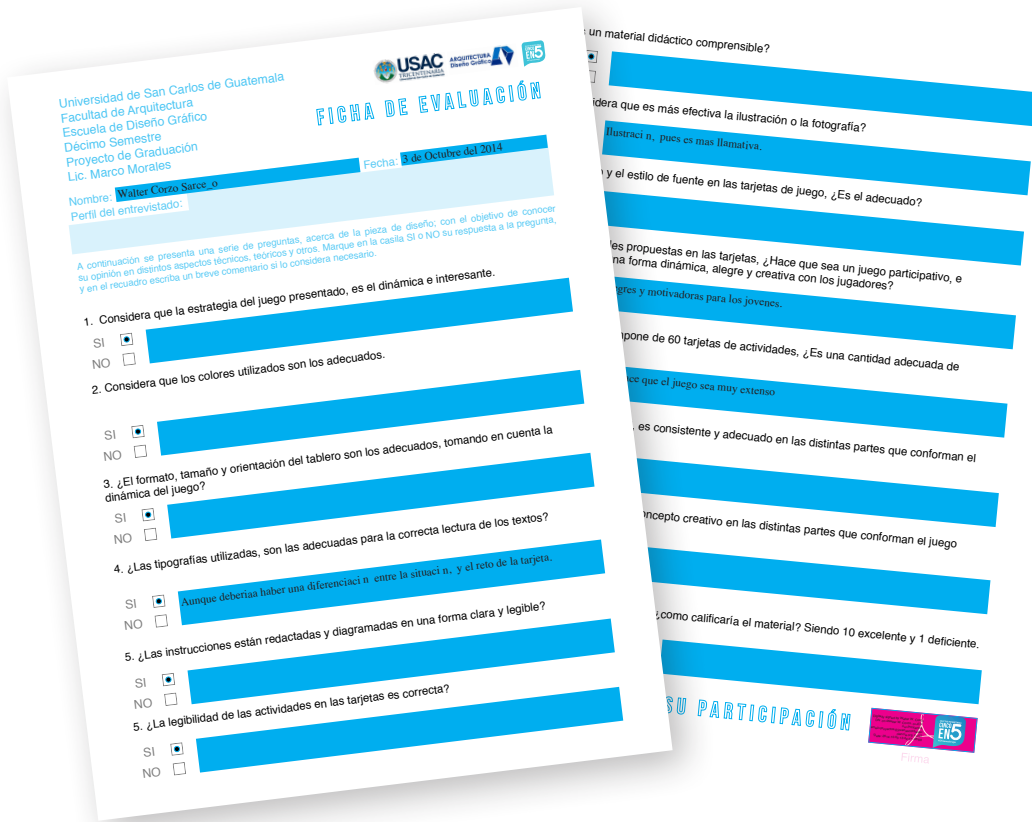 Universidad de San Carlos de Guatemala
Facultad de Arquitectura
Escuela de Diseño Gráfico
Décimo Semestre
Proyecto de Graduación
Lic. Marco Morales
USAC
TRICENTENARIA
ARQUITECTURA
Diseño Gráfico
EN5
FICHA DE EVALUACIÓN
Nombre: Walter Corzo Sarce_o
Fecha: 3 de Octubre del 2014
Perfil del entrevistado:
A continuación se presenta una serie de preguntas, acerca de la pieza de diseño; con el objetivo de conocer
su opinión en distintos aspectos técnicos, teóricos y otros. Marque en la casila SI o NO su respuesta a la pregunta,
y en el recuadro escriba un breve comentario si lo considera necesario.
1. Considera que la estrategia del juego presentado, es el dinámica e interesante.
SI
NO
2. Considera que los colores utilizados son los adecuados.
SI
NO
3. ¿El formato, tamaño y orientación del tablero son los adecuados, tomando en cuenta la
dinámica del juego?
SI
NO
4. ¿Las tipografías utilizadas, son las adecuadas para la correcta lectura de los textos?
SI
Aunque deberiaa haber una diferenciaci n entre la situaci n, y el reto de la tarjeta.
NO
5. ¿Las instrucciones están redactadas y diagramadas en una forma clara y legible?
SI
NO
5. ¿La legibilidad de las actividades en las tarjetas es correcta?
SI
NO
un material didáctico comprensible?
idera que es más efectiva la ilustración o la fotografía?
Ilustraci n, pues es mas llamativa.
y el estilo de fuente en las tarjetas de juego, ¿Es el adecuado?
les propuestas en las tarjetas, ¿Hace que sea un juego participativo, e
na forma dinámica, alegre y creativa con los jugadores?
egres y motivadoras para los jovenes.
mpone de 60 tarjetas de actividades, ¿Es una cantidad adecuada de
ce que el juego sea muy extenso
, es consistente y adecuado en las distintas partes que conforman el
oncepto creativo en las distintas partes que conforman el juego
¿como calificaría el material? Siendo 10 excelente y 1 deficiente.
SU PARTICIPACIÓN
EN5
Firma